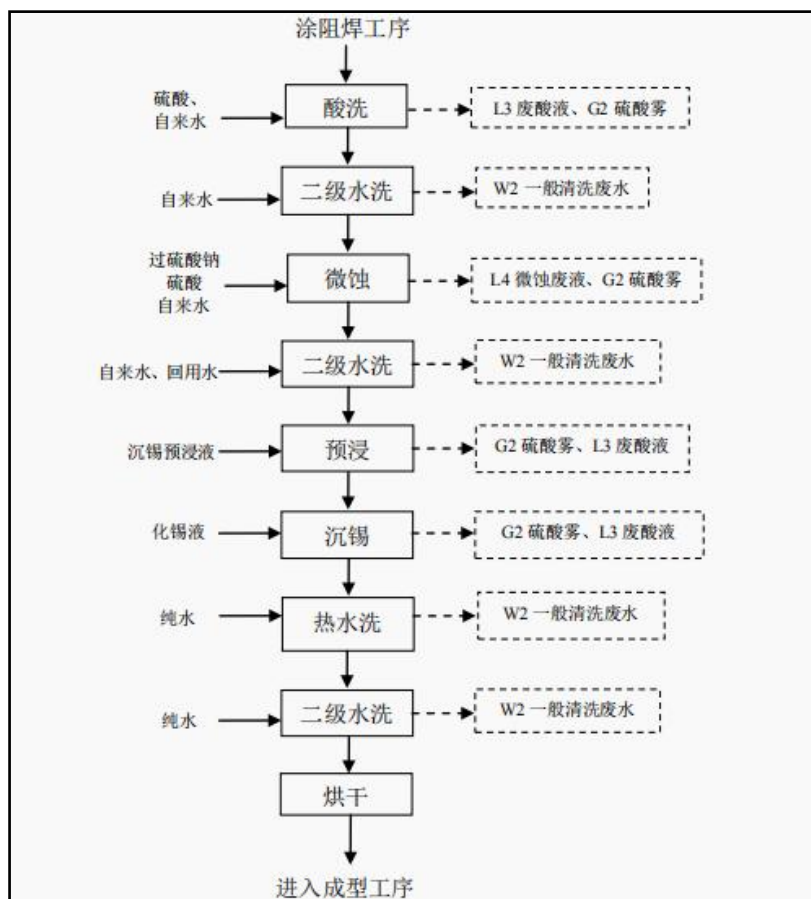 涂阻焊工序
硫酸、
自来水
酸洗
L3 废酸液、G2 硫酸雾
自来水
二级水洗
W2 一般清洗废水
过硫酸钠
硫酸
自来水
微蚀
L4 微蚀废液、G2 硫酸雾
自来水、回用水
二级水洗
W2 一般清洗废水
沉锡预浸液
预浸
G2 硫酸雾、L3 废酸液
化锡液
沉锡
G2 硫酸雾、L3 废酸液
纯水
热水洗
W2 一般清洗废水
纯水
二级水洗
W2 一般清洗废水
烘干
进入成型工序